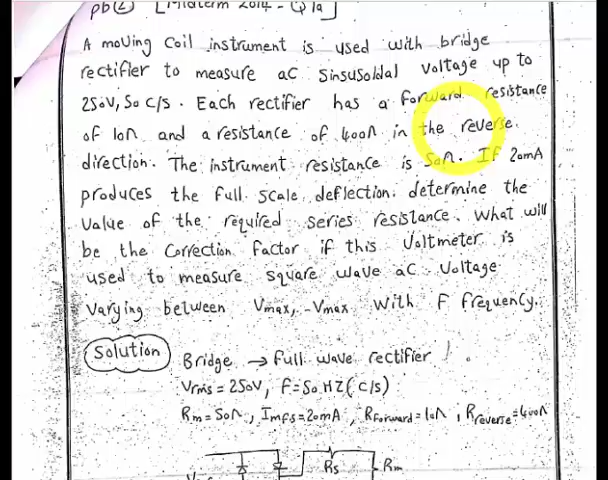 pb(2) [Midterm 2014 - Q1a]
A moving Coil instrument is used with bridge
rectifier to measure ac Sinsusoldal Voltage up to
250V, 50 C/s. Each rectifier has a forward resistance
of 10Ω and a resistance of 400Ω in the reverse
direction. The instrument resistance is 50Ω. If 20mA
produces the full scale deflection, determine the
Value of the required series resistance. What will
be the Correction factor if this Voltmeter is
used to measure square wave ac Voltage
Varying between Vmax, -Vmax With F frequency.
Solution
Bridge → full wave rectifier
Vrms = 250V, F=50 HZ (C/s)
Rm=50Ω, Imfs=20mA, RForward=10Ω, Rreverse=400Ω
Rs Rm